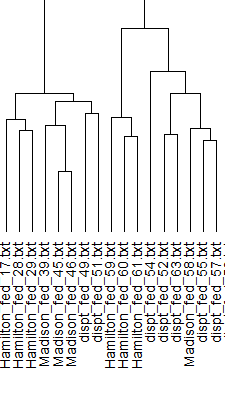 Hamilton_fed_17.txt
Hamilton_fed_28.txt
Hamilton_fed_29.txt
Madison_fed_39.txt
Madison_fed_45.txt
Madison_fed_46.txt
dispt_fed_49.txt
dispt_fed_51.txt
Hamilton_fed_59.txt
Hamilton_fed_60.txt
Hamilton_fed_61.txt
dispt_fed_54.txt
dispt_fed_52.txt
dispt_fed_63.txt
Madison_fed_58.txt
dispt_fed_55.txt
dispt_fed_57.txt